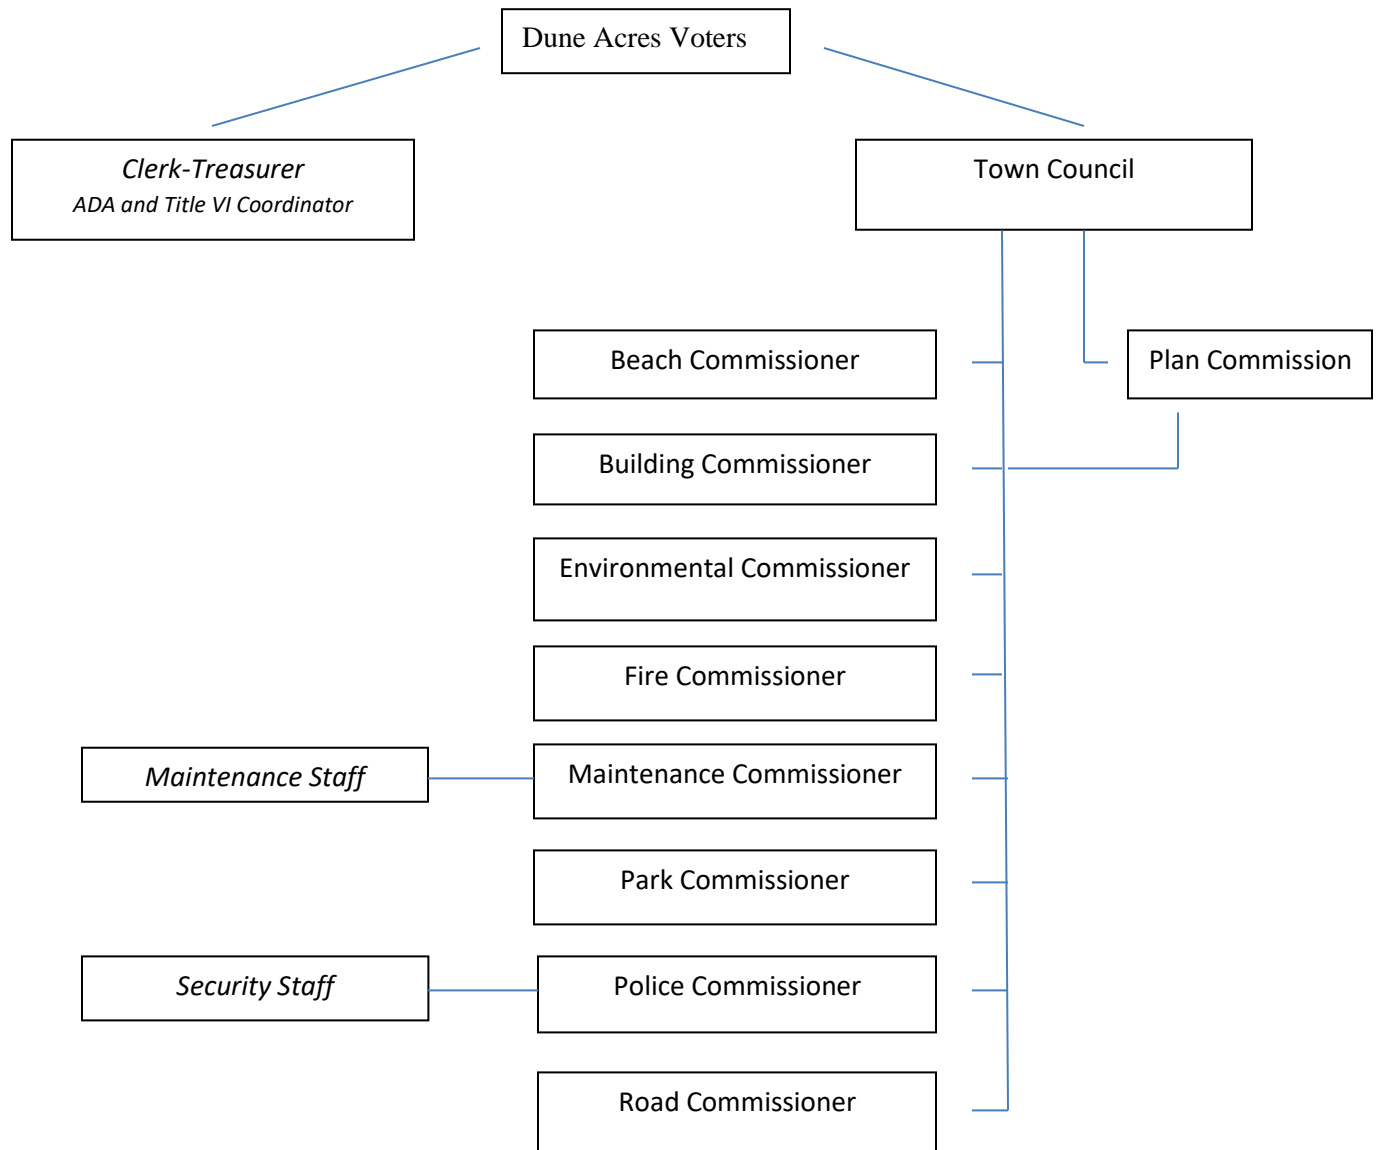 Dune Acres Voters
Clerk-Treasurer
ADA and Title VI Coordinator
Town Council
Beach Commissioner
Plan Commission
Building Commissioner
Environmental Commissioner
Fire Commissioner
Maintenance Staff
Maintenance Commissioner
Park Commissioner
Security Staff
Police Commissioner
Road Commissioner